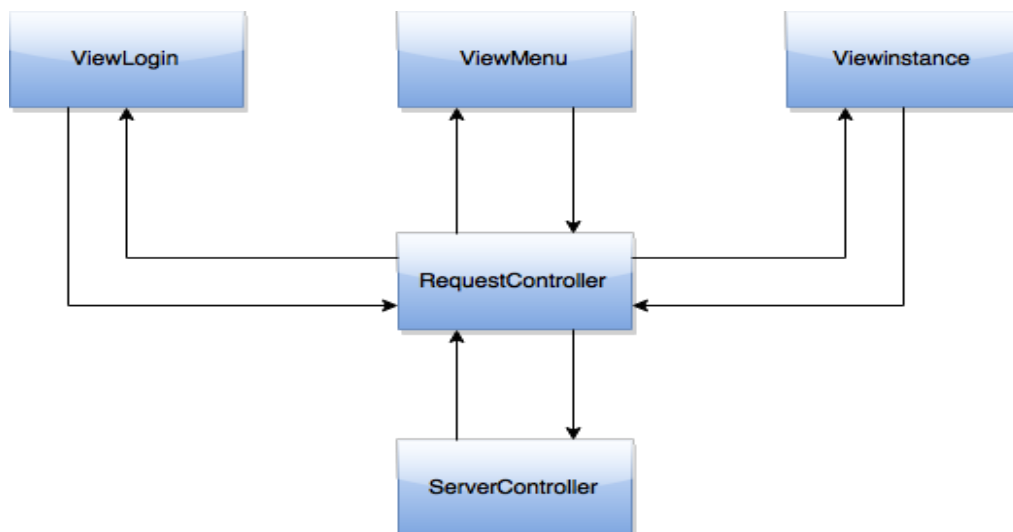 ViewLogin
ViewMenu
Viewinstance
RequestController
ServerController